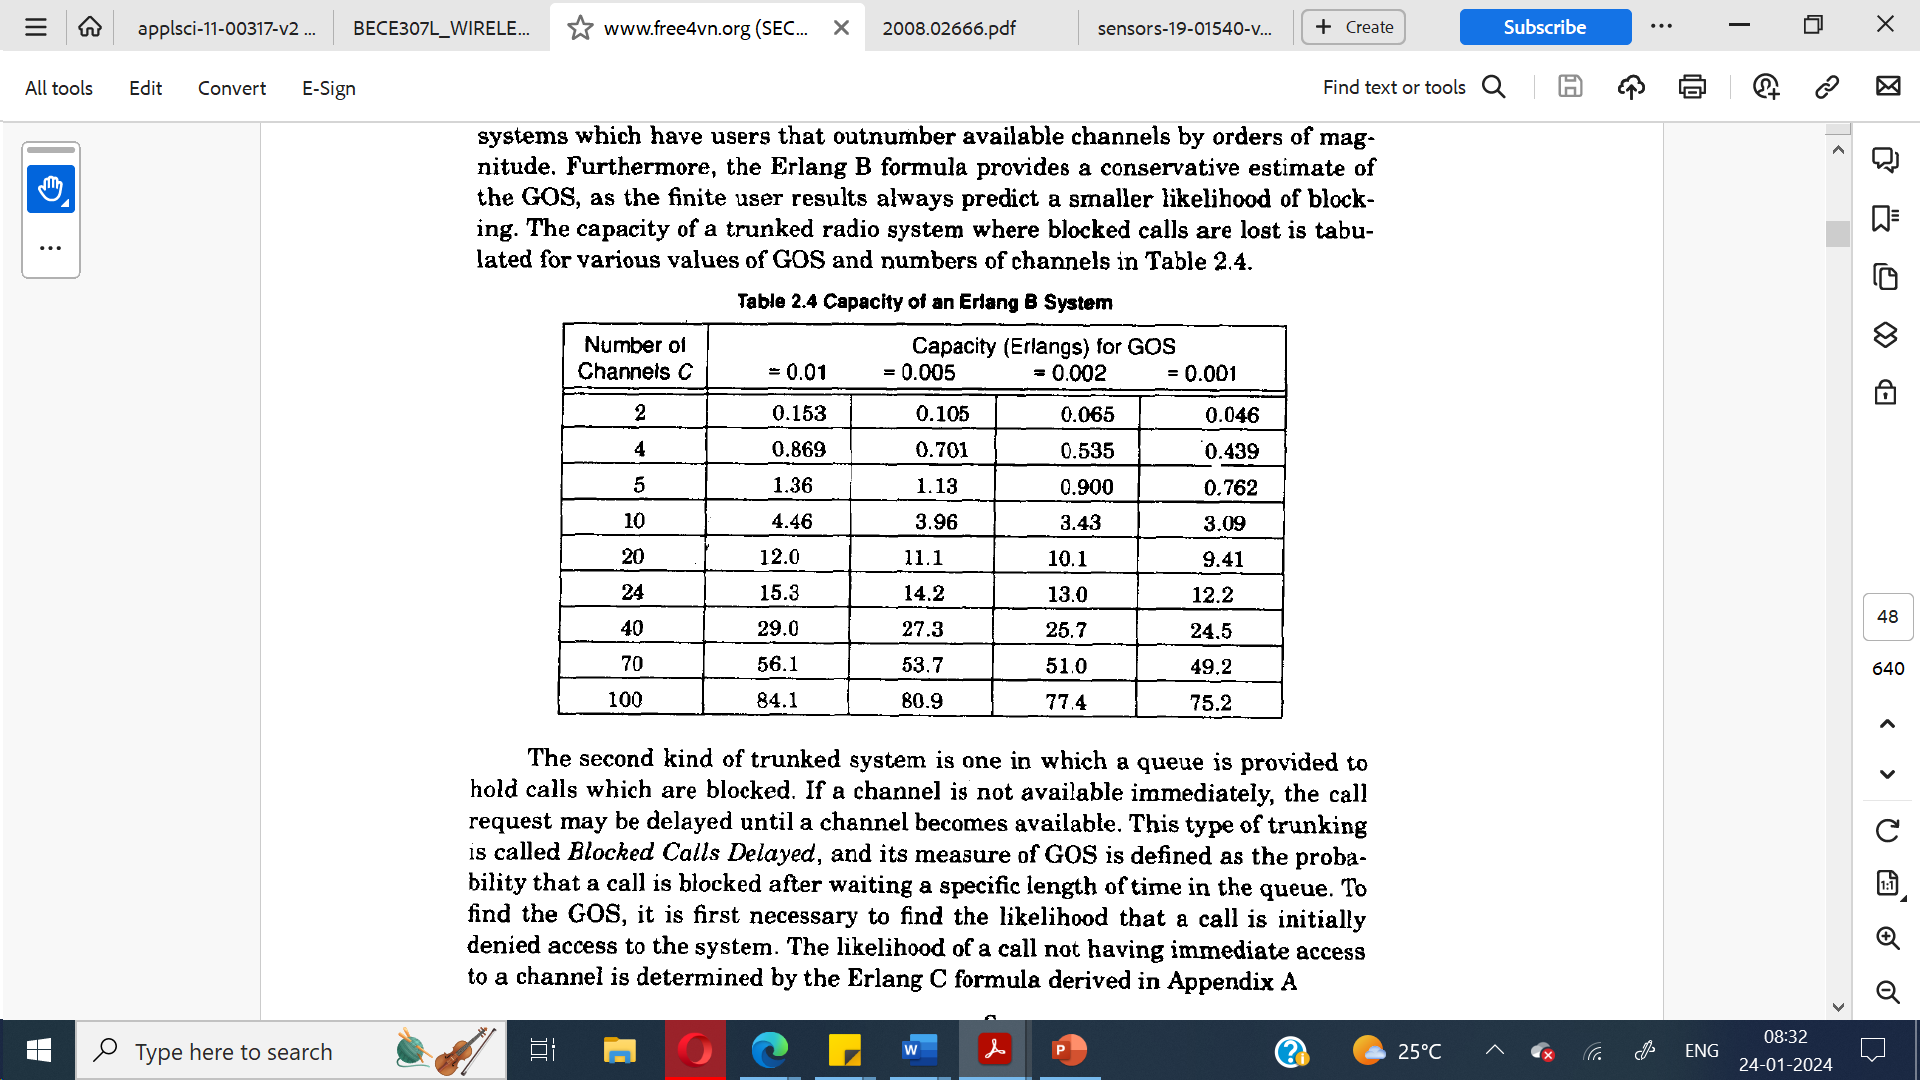 applsci-11-00317-v2 ...
BECE307L_WIRELE...
www.free4vn.org (SEC...
2008.02666.pdf
sensors-19-01540-v...
+ Create
Subscribe
All tools
Edit
Convert
E-Sign
Find text or tools
systems which have users that outnumber available channels by orders of mag-
nitude. Furthermore, the Erlang B formula provides a conservative estimate of
the GOS, as the finite user results always predict a smaller likelihood of block-
ing. The capacity of a trunked radio system where blocked calls are lost is tabu-
lated for various values of GOS and numbers of channels in Table 2.4.
Table 2.4 Capacity of an Erlang B System
Number of Channels C
Capacity (Erlangs) for GOS
= 0.01 = 0.005 = 0.002 = 0.001
2 0.153 0.105 0.065 0.046
4 0.869 0.701 0.535 0.439
5 1.36 1.13 0.900 0.762
10 4.46 3.96 3.43 3.09
20 12.0 11.1 10.1 9.41
24 15.3 14.2 13.0 12.2
40 29.0 27.3 25.7 24.5
70 56.1 53.7 51.0 49.2
100 84.1 80.9 77.4 75.2
The second kind of trunked system is one in which a queue is provided to
hold calls which are blocked. If a channel is not available immediately, the call
request may be delayed until a channel becomes available. This type of trunking
is called Blocked Calls Delayed, and its measure of GOS is defined as the proba-
bility that a call is blocked after waiting a specific length of time in the queue. To
find the GOS, it is first necessary to find the likelihood that a call is initially
denied access to the system. The likelihood of a call not having immediate access
to a channel is determined by the Erlang C formula derived in Appendix A
48
640
1:1
Type here to search
25°C
ENG
08:32
24-01-2024